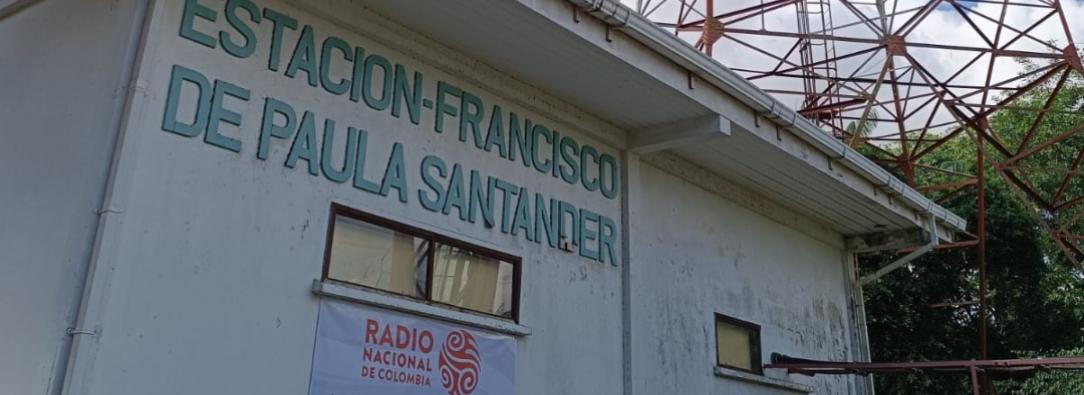 ESTACION-FRANCISCO
DE PAULA SANTANDER
RADIO
NACIONAL
DE COLOMBIA